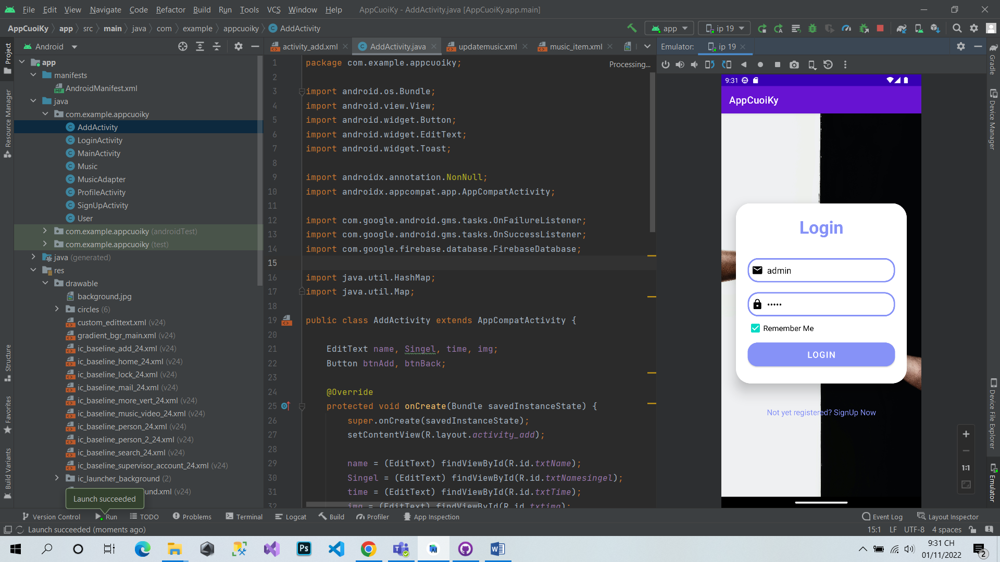 File Edit View Navigate Code Refactor Build Run Tools VCS Window Help AppCuoiKy - AddActivity.java [AppCuoiKy.app.main]
AppCuoiKy app src main java com example appcuoiky AddActivity
app ip 19
Project
Resource Manager
Structure
Favorites
Build Variants
Android
app
manifests
AndroidManifest.xml
java
com.example.appcuoiky
AddActivity
LoginActivity
MainActivity
Music
MusicAdapter
ProfileActivity
SignUpActivity
User
com.example.appcuoiky (androidTest)
com.example.appcuoiky (test)
java (generated)
res
drawable
background.jpg
circles (6)
custom_edittext.xml (v24)
gradient_bgr_main.xml (v24)
ic_baseline_add_24.xml (v24)
ic_baseline_home_24.xml (v24)
ic_baseline_lock_24.xml (v24)
ic_baseline_mail_24.xml (v24)
ic_baseline_more_vert_24.xml (v24)
ic_baseline_music_video_24.xml (v24)
ic_baseline_person_24.xml (v24)
ic_baseline_person_2_24.xml (v24)
ic_baseline_search_24.xml (v24)
ic_baseline_supervisor_account_24.xml (v24)
ic_launcher_background (2)
und.xml (v24)
Launch succeeded
activity_add.xml AddActivity.java updatemusic.xml music_item.xml
Processing...
1 package com.example.appcuoiky;
2
3 import android.os.Bundle;
4 import android.view.View;
5 import android.widget.Button;
6 import android.widget.EditText;
7 import android.widget.Toast;
8
9 import androidx.annotation.NonNull;
10 import androidx.appcompat.app.AppCompatActivity;
11
12 import com.google.android.gms.tasks.OnFailureListener;
13 import com.google.android.gms.tasks.OnSuccessListener;
14 import com.google.firebase.database.FirebaseDatabase;
15
16 import java.util.HashMap;
17 import java.util.Map;
18
19 public class AddActivity extends AppCompatActivity {
20
21 EditText name, Singel, time, img;
22 Button btnAdd, btnBack;
23
24 @Override
25 protected void onCreate(Bundle savedInstanceState) {
26 super.onCreate(savedInstanceState);
27 setContentView(R.layout.activity_add);
28
29 name = (EditText) findViewById(R.id.txtName);
30 Singel = (EditText) findViewById(R.id.txtNamesingel);
31 time = (EditText) findViewById(R.id.txtTime);
32 img = (EditText) findViewById(R.id.txtimg);
Emulator: ip 19
9:31
AppCuoiKy
Login
admin
•••••
Remember Me
LOGIN
Not yet registered? SignUp Now
1:1
Gradle
Device Manager
Device File Explorer
Emulator
Version Control Run TODO Problems Terminal Logcat Build Profiler App Inspection Event Log Layout Inspector
Launch succeeded (moments ago) 15:1 LF UTF-8 4 spaces
9:31 CH
01/11/2022
2